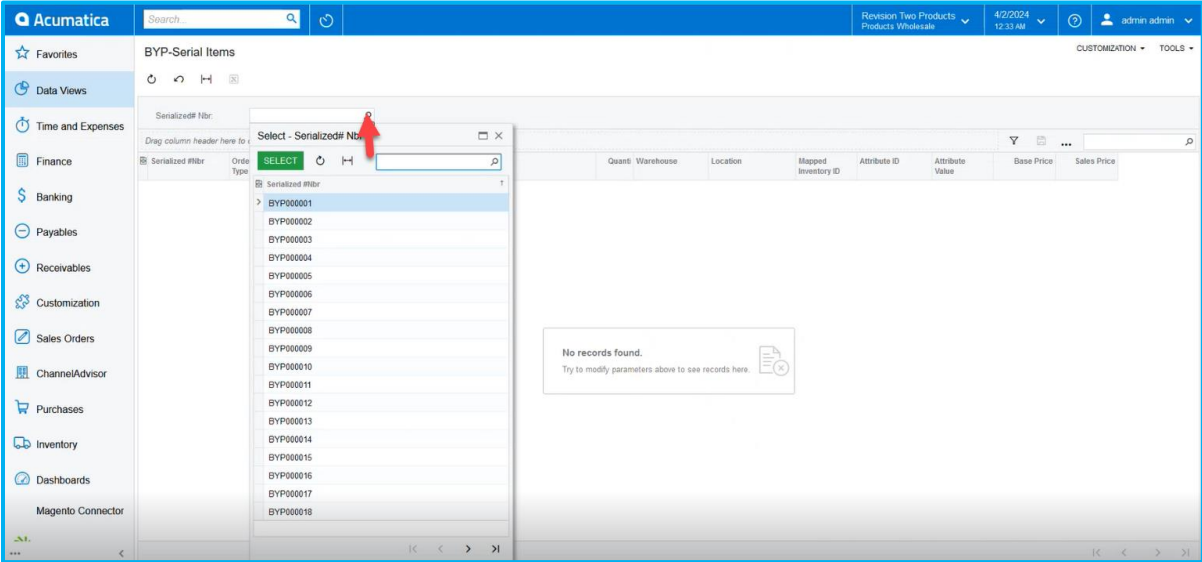 Acumatica
Search...
Revision Two Products
Products Wholesale
4/2/2024
12:33 AM
admin admin
Favorites
Data Views
Time and Expenses
Finance
Banking
Payables
Receivables
Customization
Sales Orders
ChannelAdvisor
Purchases
Inventory
Dashboards
Magento Connector
BYP-Serial Items
CUSTOMIZATION
TOOLS
Serialized# Nbr:
Drag column header here to
Serialized #Nbr
Orde
Type
Quanti
Warehouse
Location
Mapped
Inventory ID
Attribute ID
Attribute
Value
Base Price
Sales Price
Select - Serialized# Nbr
SELECT
Serialized #Nbr
BYP000001
BYP000002
BYP000003
BYP000004
BYP000005
BYP000006
BYP000007
BYP000008
BYP000009
BYP000010
BYP000011
BYP000012
BYP000013
BYP000014
BYP000015
BYP000016
BYP000017
BYP000018
No records found.
Try to modify parameters above to see records here.